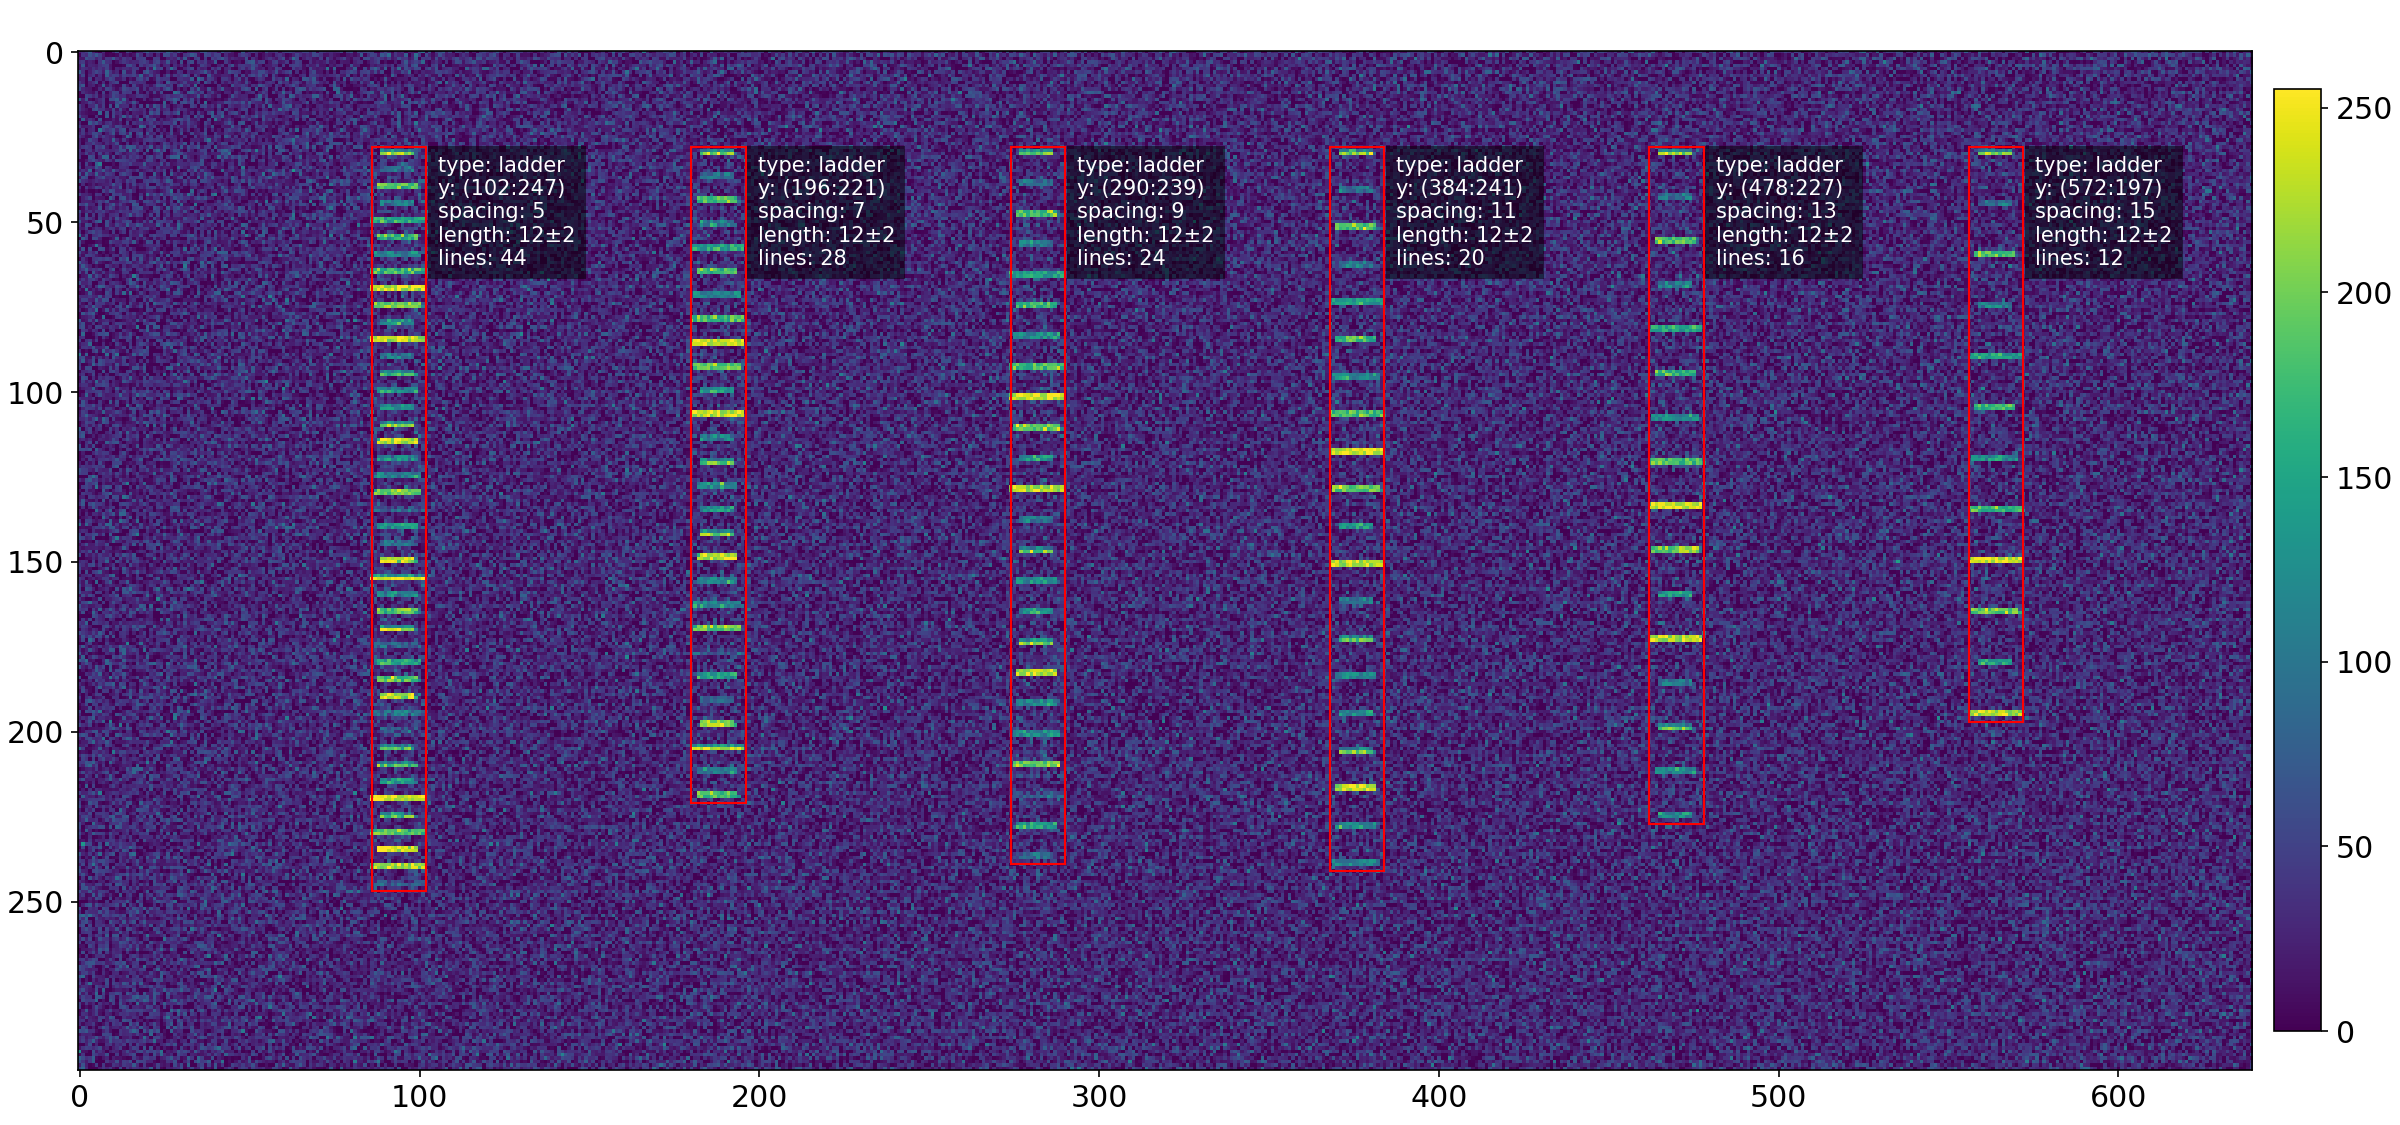 type: ladder
y: (102:247)
spacing: 5
length: 12±2
lines: 44
type: ladder
y: (196:221)
spacing: 7
length: 12±2
lines: 28
type: ladder
y: (290:239)
spacing: 9
length: 12±2
lines: 24
type: ladder
y: (384:241)
spacing: 11
length: 12±2
lines: 20
type: ladder
y: (478:227)
spacing: 13
length: 12±2
lines: 16
type: ladder
y: (572:197)
spacing: 15
length: 12±2
lines: 12
0
50
100
150
200
250
0
100
200
300
400
500
600
250
200
150
100
50
0